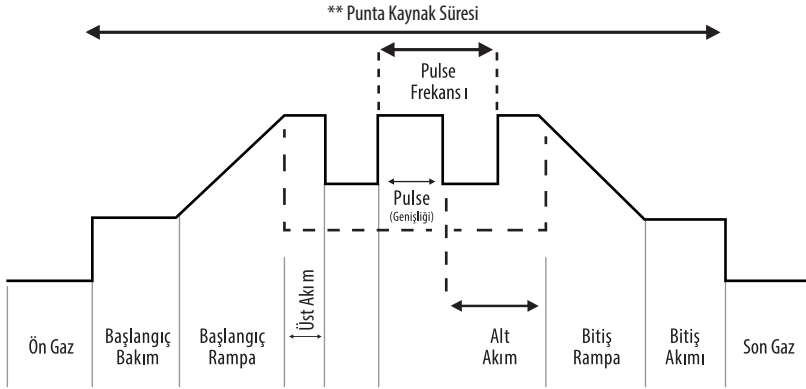 ** Punta Kaynak Süresi
Pulse
Frekans ı
Pulse
(Genişliği)
Ön Gaz
Başlangıç
Bakım
Başlangıç
Rampa
Üst Akı m
Alt
Akım
Bitiş
Rampa
Bitiş
Akımı
Son Gaz